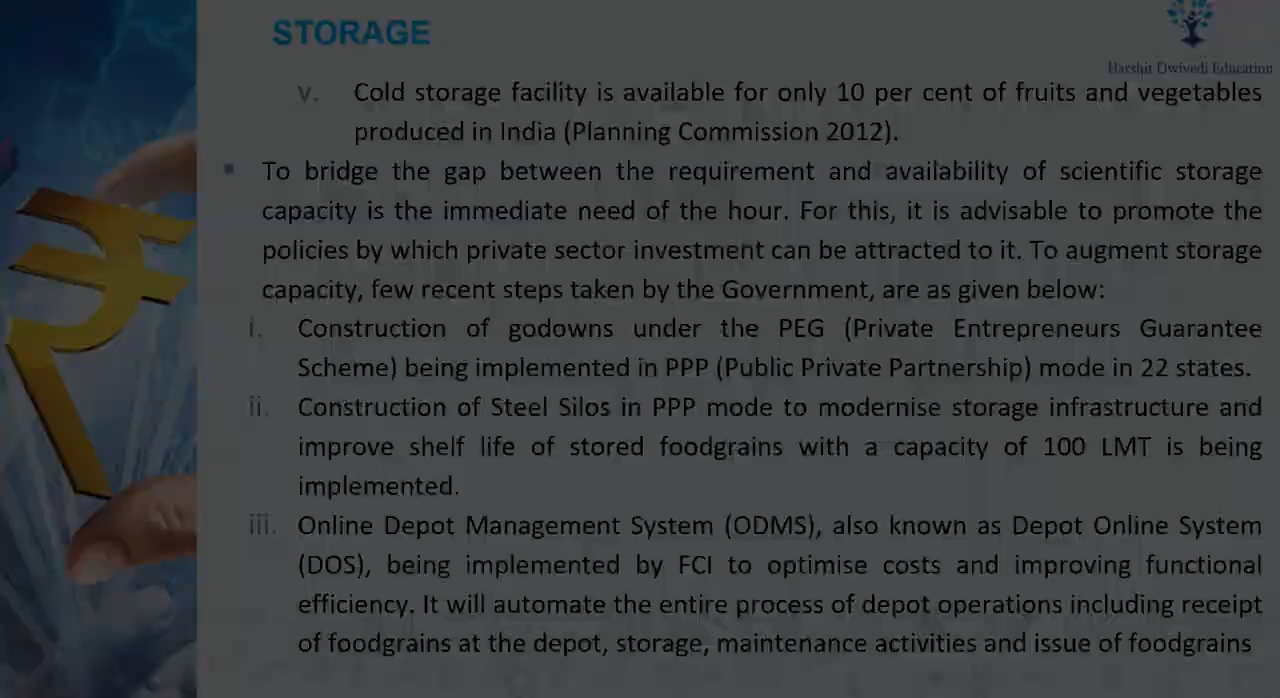 STORAGE
Harshit Dwivedi Education
v. Cold storage facility is available for only 10 per cent of fruits and vegetables
produced in India (Planning Commission 2012).
▪ To bridge the gap between the requirement and availability of scientific storage
capacity is the immediate need of the hour. For this, it is advisable to promote the
policies by which private sector investment can be attracted to it. To augment storage
capacity, few recent steps taken by the Government, are as given below:
i. Construction of godowns under the PEG (Private Entrepreneurs Guarantee
Scheme) being implemented in PPP (Public Private Partnership) mode in 22 states.
ii. Construction of Steel Silos in PPP mode to modernise storage infrastructure and
improve shelf life of stored foodgrains with a capacity of 100 LMT is being
implemented.
iii. Online Depot Management System (ODMS), also known as Depot Online System
(DOS), being implemented by FCI to optimise costs and improving functional
efficiency. It will automate the entire process of depot operations including receipt
of foodgrains at the depot, storage, maintenance activities and issue of foodgrains